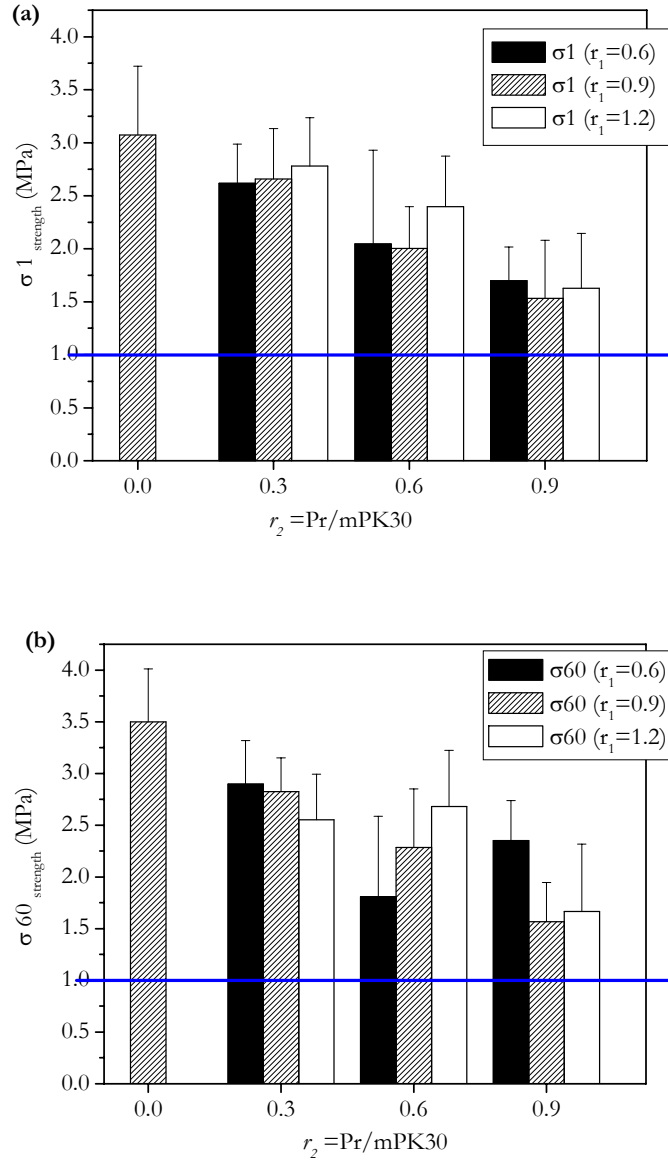 (a)
4.0
3.5
3.0
2.5
2.0
1.5
1.0
0.5
0.0
σ 1 strength (MPa)
σ1 (r1=0.6)
σ1 (r1=0.9)
σ1 (r1=1.2)
0.0 0.3 0.6 0.9
r2 =Pr/mPK30
(b)
4.0
3.5
3.0
2.5
2.0
1.5
1.0
0.5
0.0
σ 60 strength (MPa)
σ60 (r1=0.6)
σ60 (r1=0.9)
σ60 (r1=1.2)
0.0 0.3 0.6 0.9
r2 =Pr/mPK30